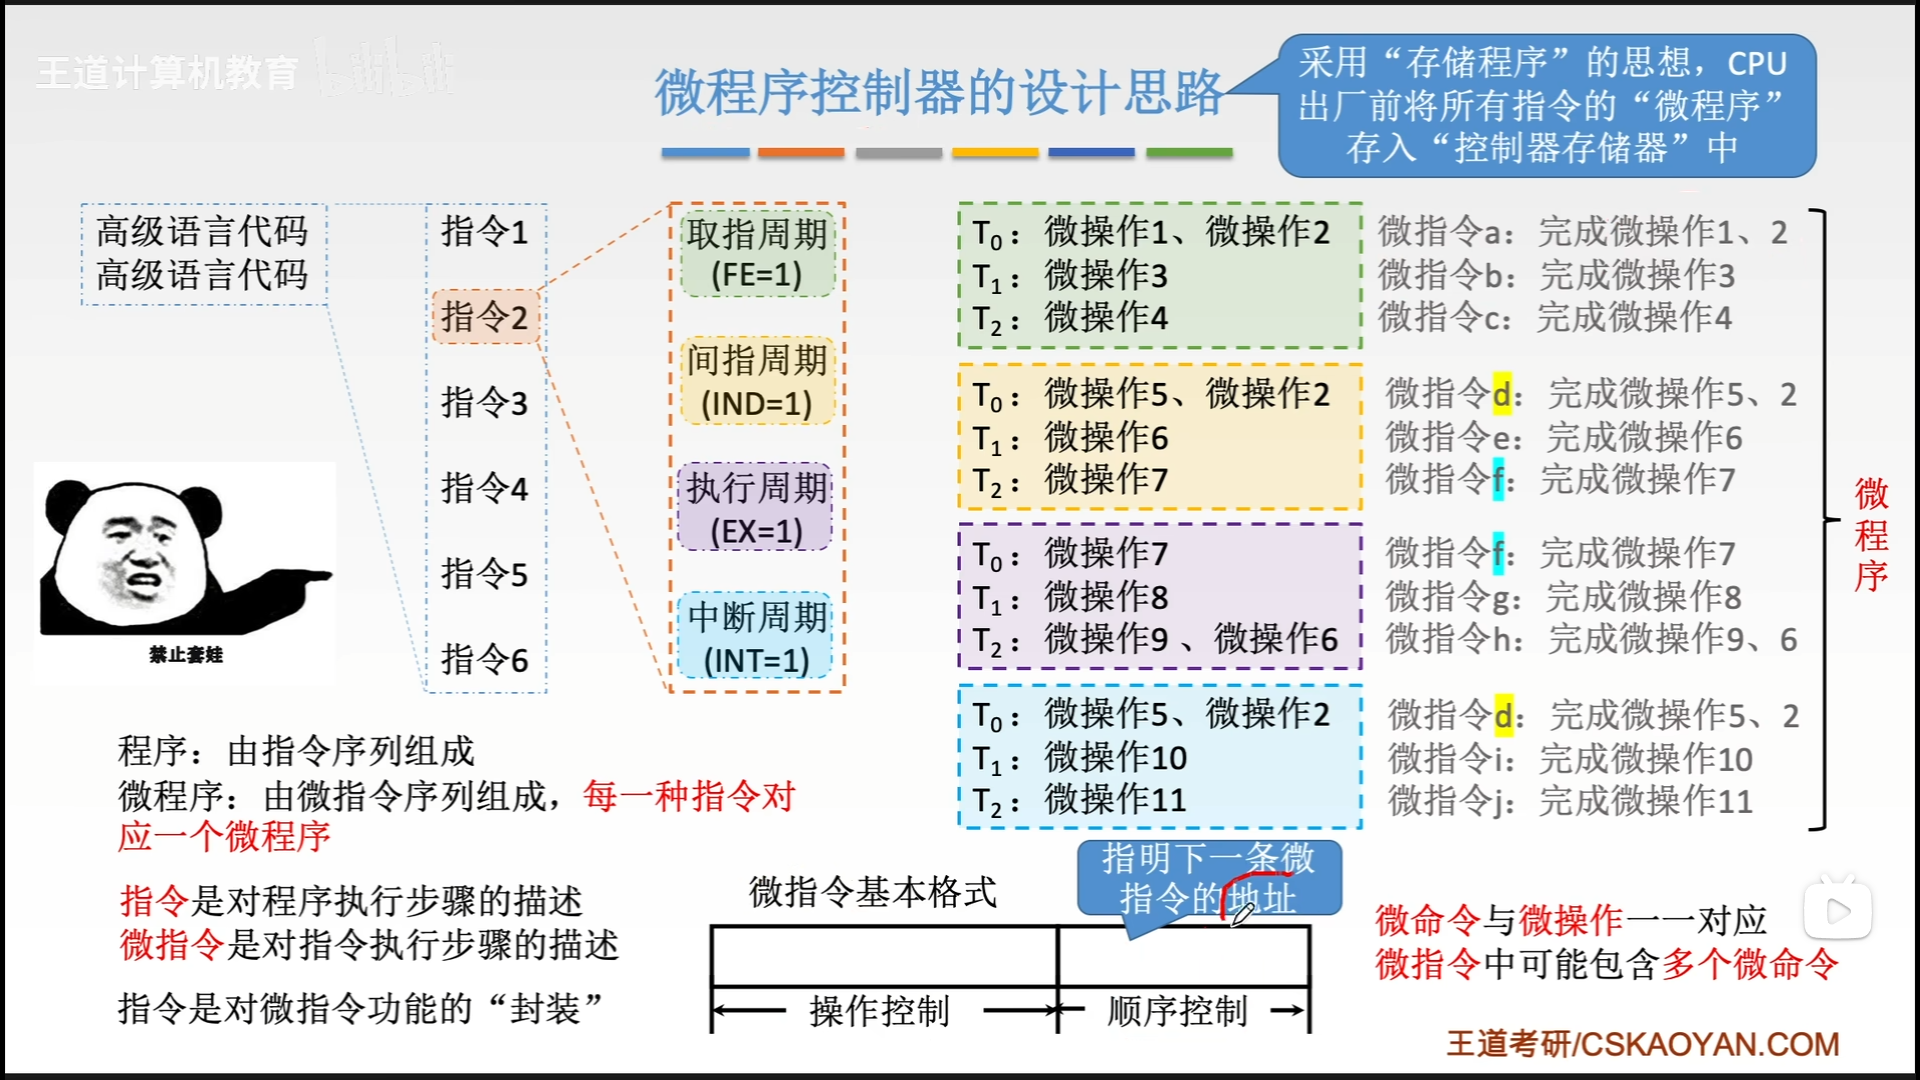 王道计算机教育 bilibili
微程序控制器的设计思路
采用“存储程序”的思想，CPU
出厂前将所有指令的“微程序”
存入“控制器存储器”中
高级语言代码
高级语言代码
指令1
指令2
指令3
指令4
指令5
指令6
取指周期
(FE=1)
间指周期
(IND=1)
执行周期
(EX=1)
中断周期
(INT=1)
T₀：微操作1、微操作2
T₁：微操作3
T₂：微操作4
T₀：微操作5、微操作2
T₁：微操作6
T₂：微操作7
T₀：微操作7
T₁：微操作8
T₂：微操作9 、微操作6
T₀：微操作5、微操作2
T₁：微操作10
T₂：微操作11
微指令a：完成微操作1、2
微指令b：完成微操作3
微指令c：完成微操作4
微指令d：完成微操作5、2
微指令e：完成微操作6
微指令f：完成微操作7
微指令f：完成微操作7
微指令g：完成微操作8
微指令h：完成微操作9、6
微指令d：完成微操作5、2
微指令i：完成微操作10
微指令j：完成微操作11
微
程
序
禁止套娃
程序：由指令序列组成
微程序：由微指令序列组成，每一种指令对
应一个微程序
指令是对程序执行步骤的描述
微指令是对指令执行步骤的描述
指令是对微指令功能的“封装”
微指令基本格式
指明下一条微
指令的地址
操作控制
顺序控制
微命令与微操作一一对应
微指令中可能包含多个微命令
王道考研/CSKAOYAN.COM